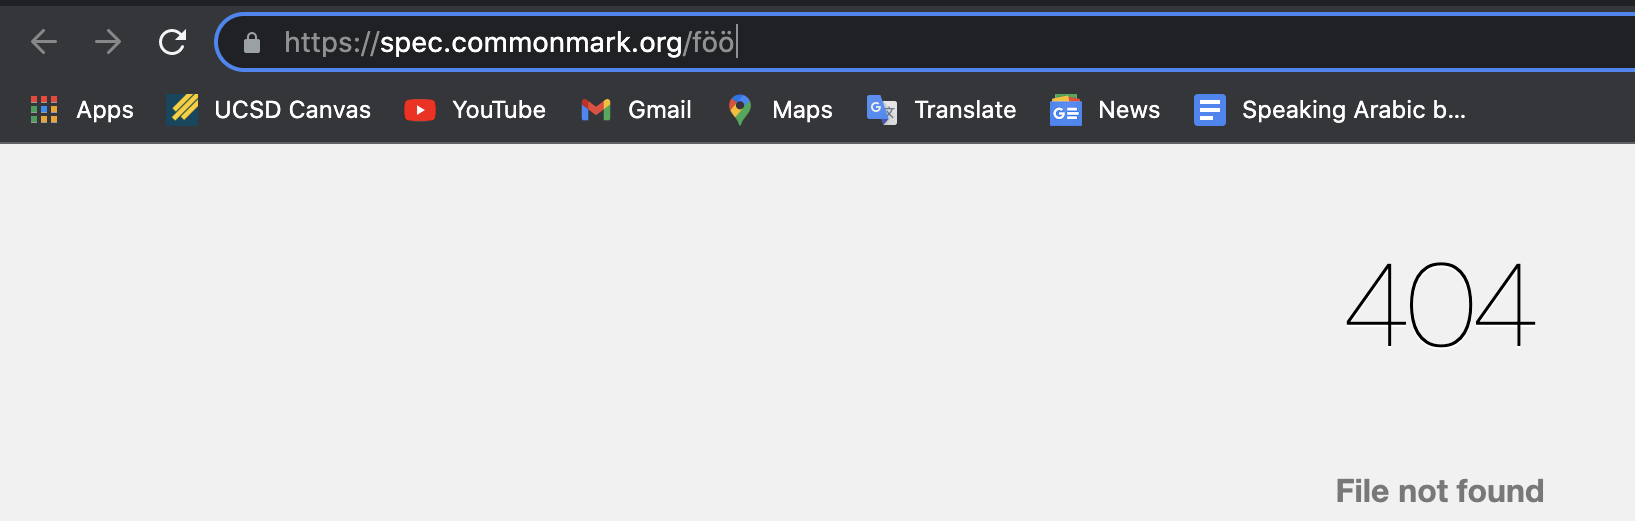 https://spec.commonmark.org/föö
Apps UCSD Canvas YouTube Gmail Maps Translate News Speaking Arabic b...
404
File not found